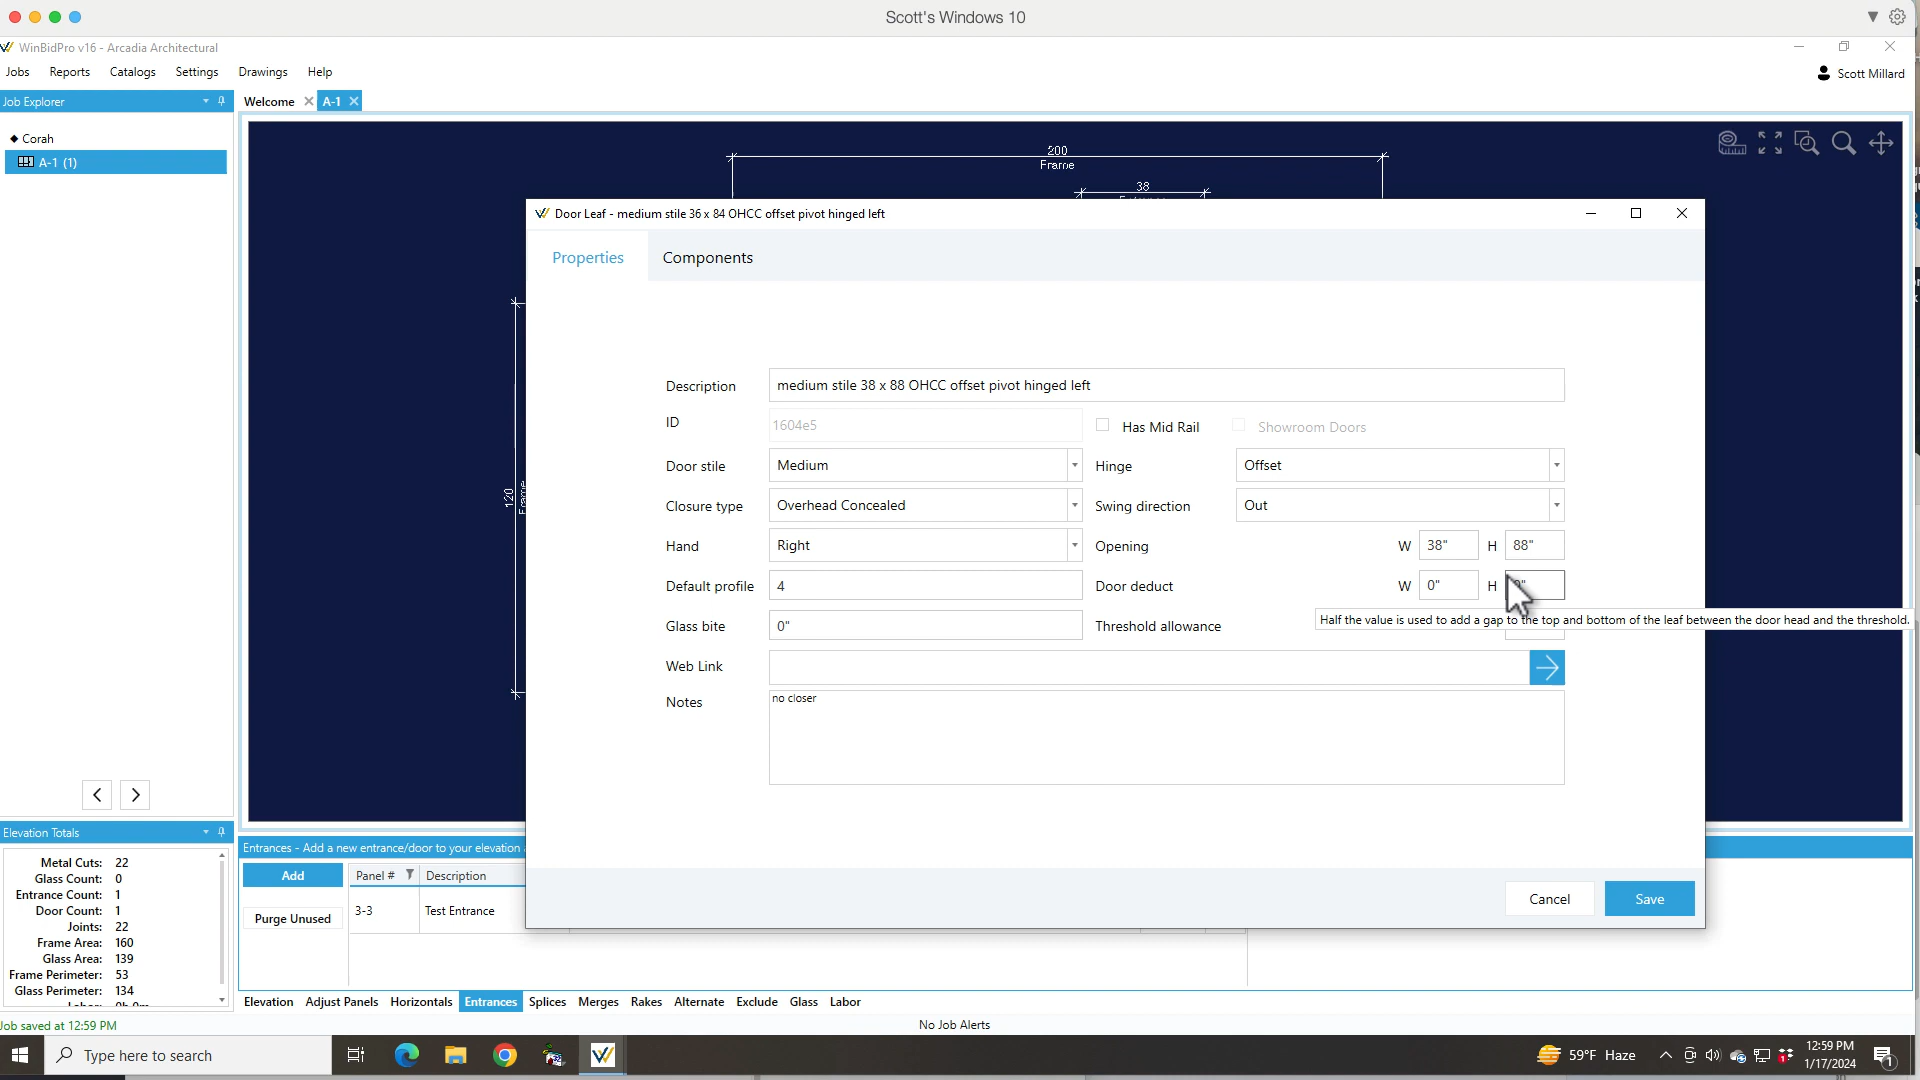 Scott's Windows 10
WinBidPro v16 - Arcadia Architectural
Jobs Reports Catalogs Settings Drawings Help
Scott Millard
Job Explorer
Welcome A-1
Corah
A-1 (1)
200
Frame
38
120
Door Leaf - medium stile 36 x 84 OHCC offset pivot hinged left
Properties Components
Description medium stile 38 x 88 OHCC offset pivot hinged left
ID 1604e5 Has Mid Rail Showroom Doors
Door stile Medium Hinge Offset
Closure type Overhead Concealed Swing direction Out
Hand Right Opening W 38" H 88"
Default profile 4 Door deduct W 0" H
Glass bite 0" Threshold allowance
Half the value is used to add a gap to the top and bottom of the leaf between the door head and the threshold.
Web Link
Notes no closer
Cancel Save
Elevation Totals
Metal Cuts: 22
Glass Count: 0
Entrance Count: 1
Door Count: 1
Joints: 22
Frame Area: 160
Glass Area: 139
Frame Perimeter: 53
Glass Perimeter: 134
Entrances - Add a new entrance/door to your elevation
Add Panel # Description
Purge Unused 3-3 Test Entrance
Elevation Adjust Panels Horizontals Entrances Splices Merges Rakes Alternate Exclude Glass Labor
Job saved at 12:59 PM
No Job Alerts
Type here to search
59°F Haze
12:59 PM
1/17/2024
1